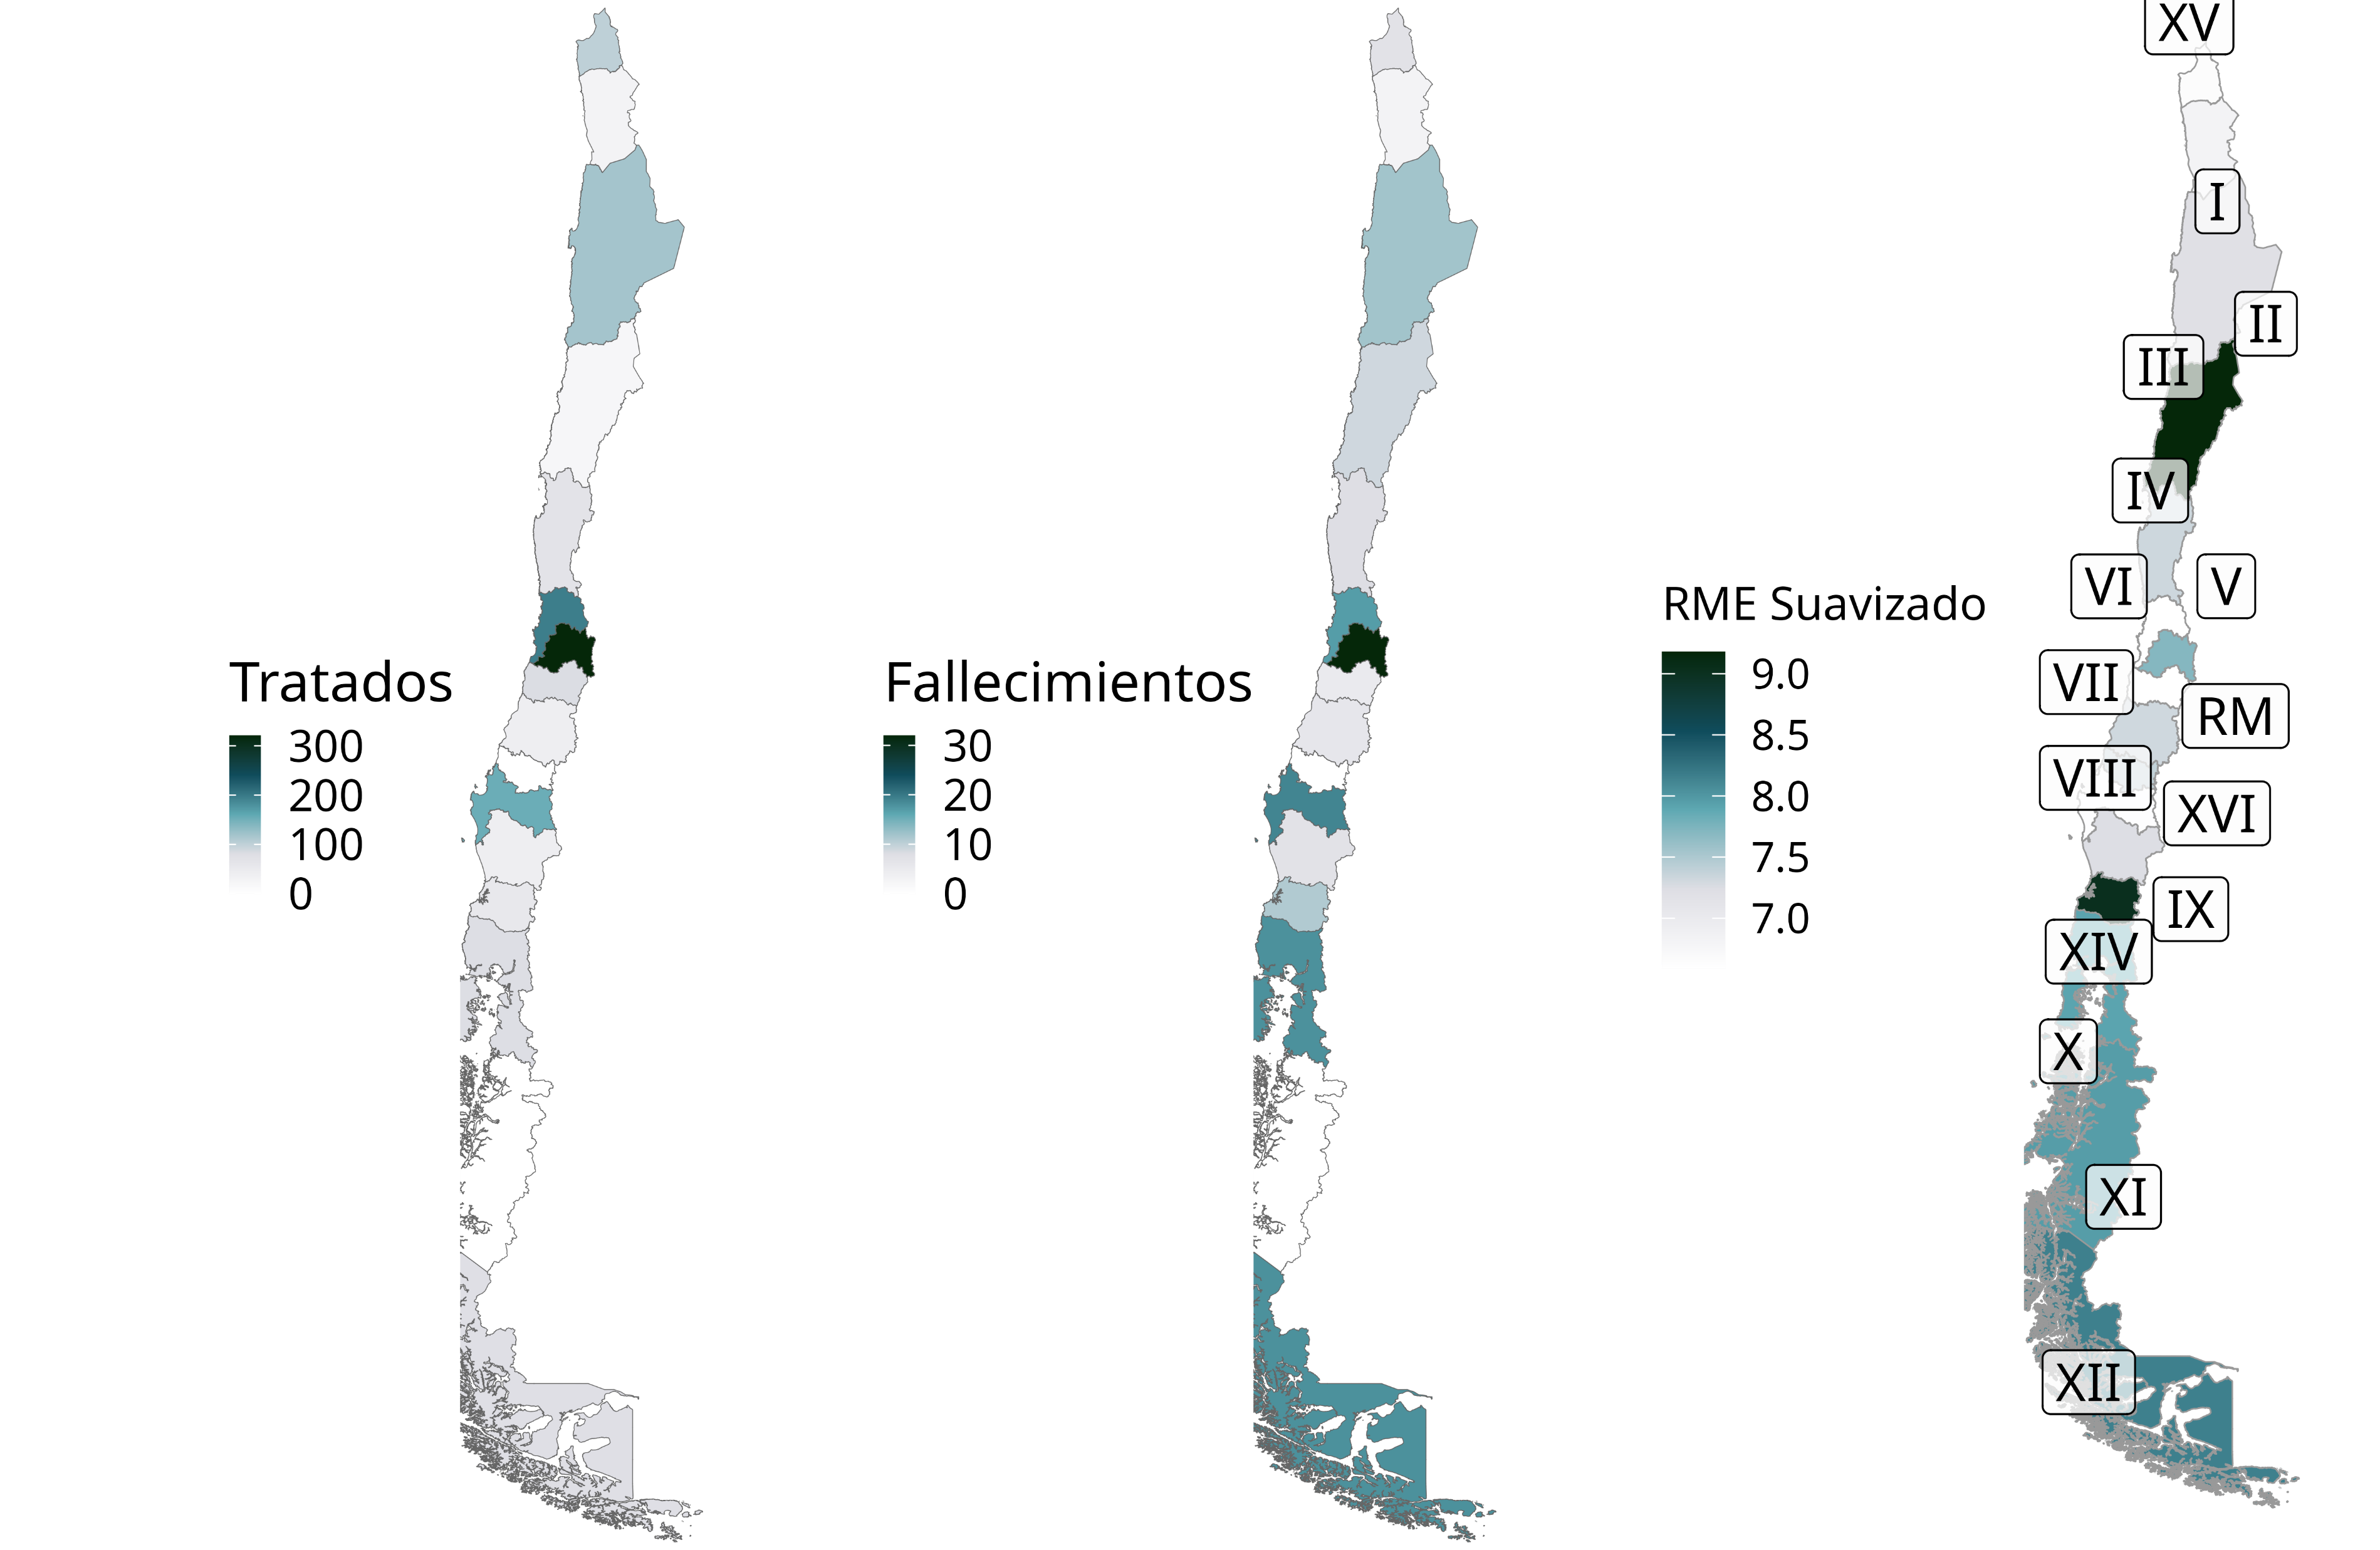 Tratados
300
200
100
0
Fallecimientos
30
20
10
0
RME Suavizado
9.0
8.5
8.0
7.5
7.0
XV
I
II
III
IV
VI
V
VII
RM
VIII
XVI
IX
XIV
X
XI
XII